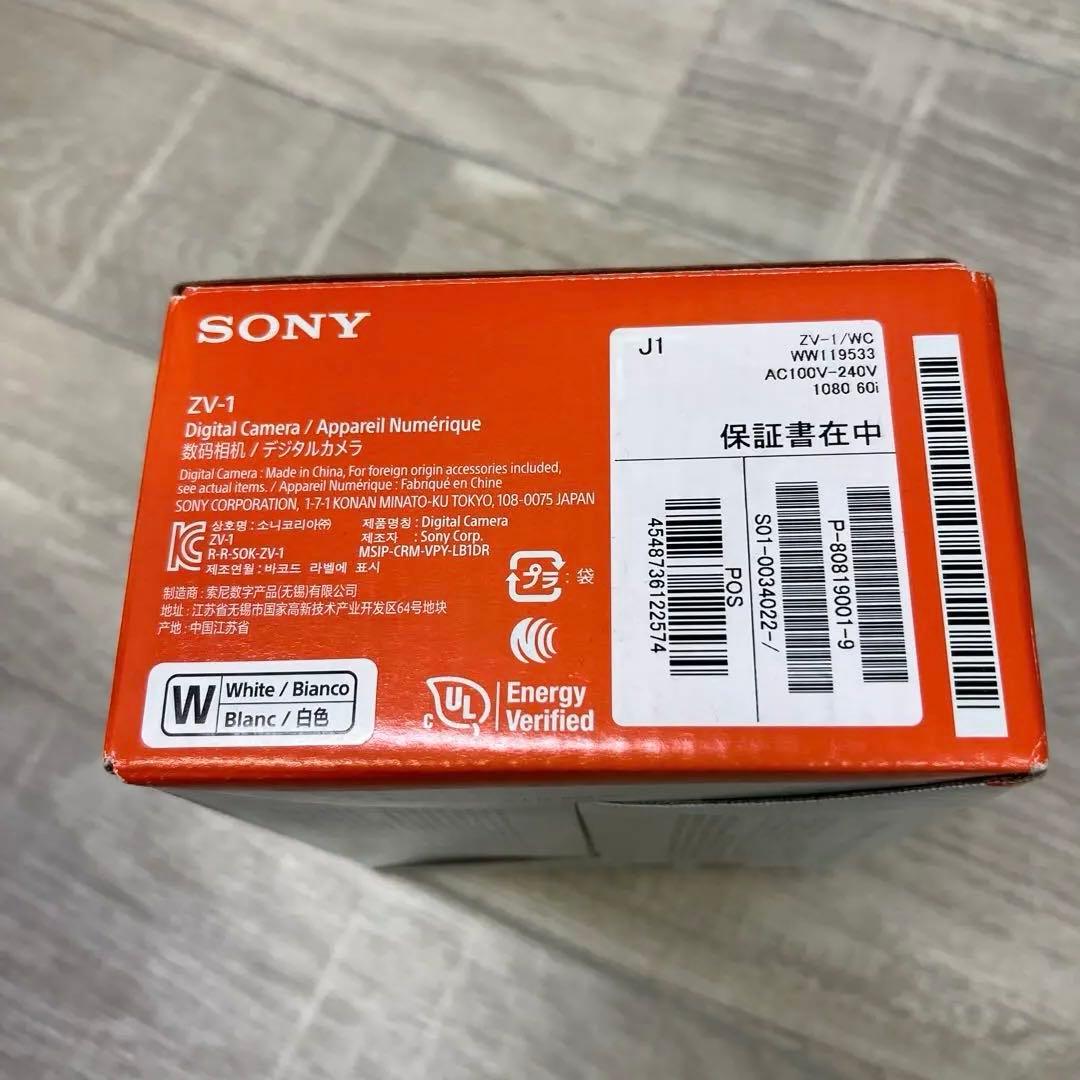 SONY
ZV-1
Digital Camera / Appareil Numérique
数码相机 / デジタルカメラ
Digital Camera : Made in China, For foreign origin accessories included,
see actual items. / Appareil Numérique : Fabriqué en Chine
SONY CORPORATION, 1-7-1 KONAN MINATO-KU TOKYO, 108-0075 JAPAN
상호명 : 소니코리아㈜
ZV-1
R-R-SOK-ZV-1
제조연월 : 바코드 라벨에 표시
제품명칭 : Digital Camera
제조자 : Sony Corp.
MSIP-CRM-VPY-LB1DR
制造商 : 索尼数字产品(无锡)有限公司
地址 : 江苏省无锡市国家高新技术产业开发区64号地块
产地 : 中国江苏省
プラ : 袋
W
White / Bianco
Blanc / 白色
C UL
Energy
Verified
J1
ZV-1/WC
WW119533
AC100V-240V
1080 60i
保証書在中
POS
4548736122574
S01-0034022-/
P-80819001-9